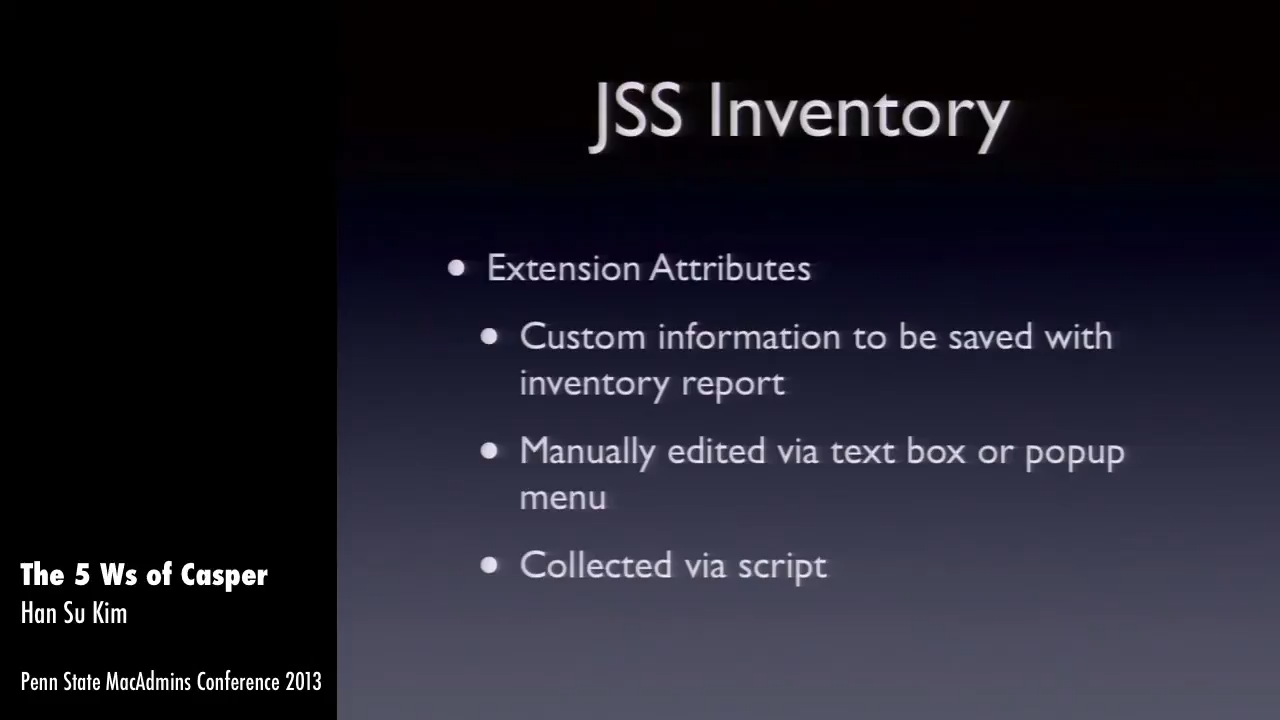 JSS Inventory
• Extension Attributes
• Custom information to be saved with
inventory report
• Manually edited via text box or popup
menu
• Collected via script
The 5 Ws of Casper
Han Su Kim
Penn State MacAdmins Conference 2013